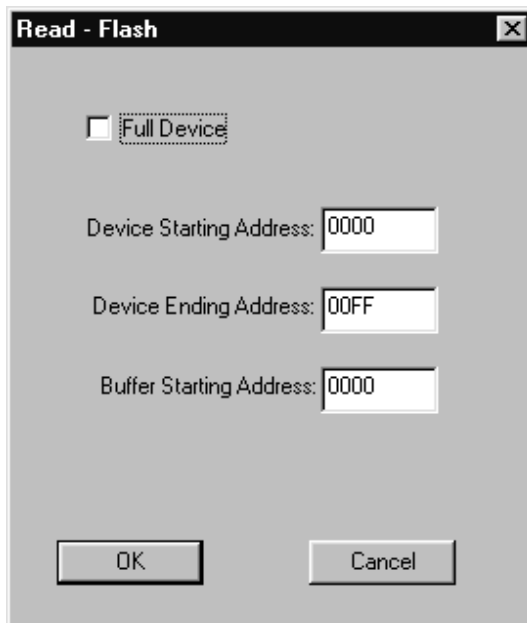 Read - Flash
Full Device
Device Starting Address: 0000
Device Ending Address: 00FF
Buffer Starting Address: 0000
OK Cancel